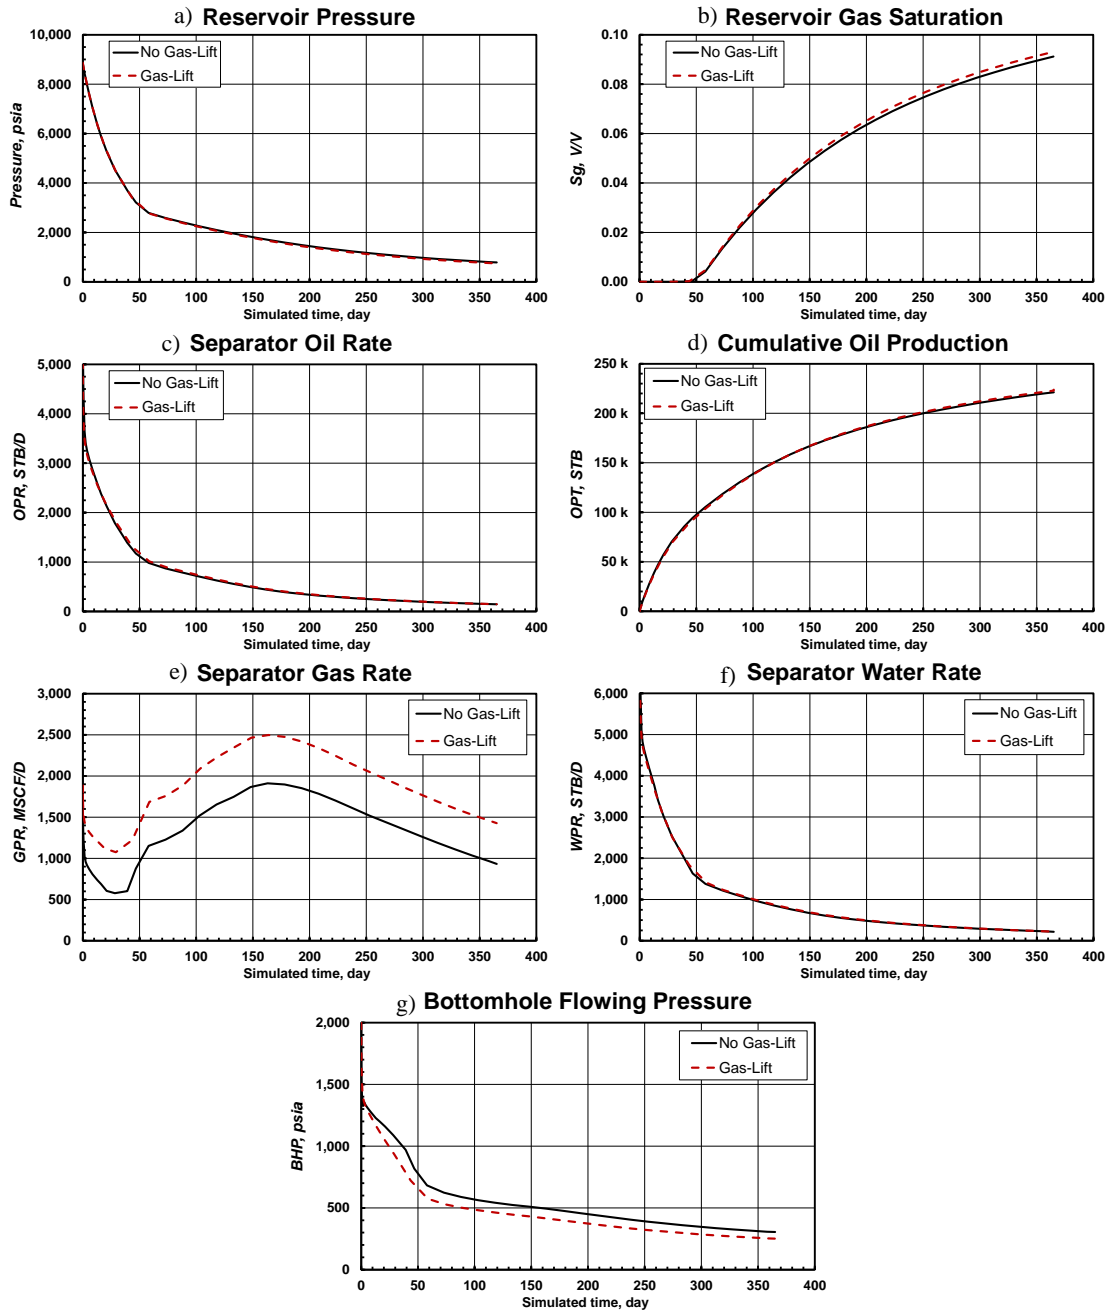 a) Reservoir Pressure
Pressure, psia
10,000
8,000
6,000
4,000
2,000
0
No Gas-Lift
Gas-Lift
0 50 100 150 200 250 300 350 400
Simulated time, day
b) Reservoir Gas Saturation
Sg, V/V
0.10
0.08
0.06
0.04
0.02
0.00
No Gas-Lift
Gas-Lift
0 50 100 150 200 250 300 350 400
Simulated time, day
c) Separator Oil Rate
OPR, STB/D
5,000
4,000
3,000
2,000
1,000
0
No Gas-Lift
Gas-Lift
0 50 100 150 200 250 300 350 400
Simulated time, day
d) Cumulative Oil Production
OPT, STB
250 k
200 k
150 k
100 k
50 k
0
No Gas-Lift
Gas-Lift
0 50 100 150 200 250 300 350 400
Simulated time, day
e) Separator Gas Rate
GPR, MSCF/D
3,000
2,500
2,000
1,500
1,000
500
0
No Gas-Lift
Gas-Lift
0 50 100 150 200 250 300 350 400
Simulated time, day
f) Separator Water Rate
WPR, STB/D
6,000
5,000
4,000
3,000
2,000
1,000
0
No Gas-Lift
Gas-Lift
0 50 100 150 200 250 300 350 400
Simulated time, day
g) Bottomhole Flowing Pressure
BHP, psia
2,000
1,500
1,000
500
0
No Gas-Lift
Gas-Lift
0 50 100 150 200 250 300 350 400
Simulated time, day